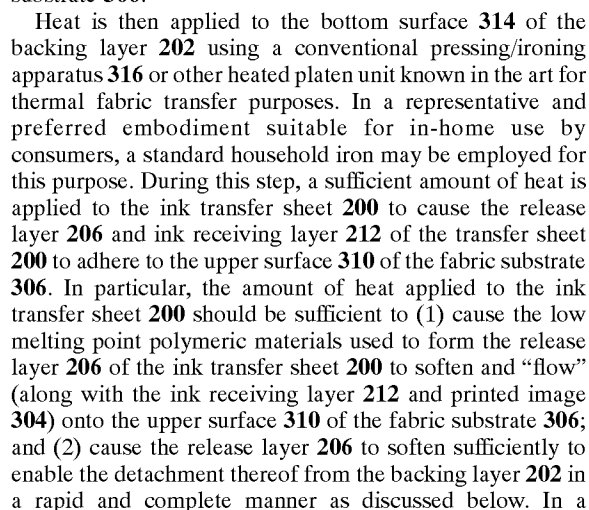 substrate 306.
Heat is then applied to the bottom surface 314 of the
backing layer 202 using a conventional pressing/ironing
apparatus 316 or other heated platen unit known in the art for
thermal fabric transfer purposes. In a representative and
preferred embodiment suitable for in-home use by
consumers, a standard household iron may be employed for
this purpose. During this step, a sufficient amount of heat is
applied to the ink transfer sheet 200 to cause the release
layer 206 and ink receiving layer 212 of the transfer sheet
200 to adhere to the upper surface 310 of the fabric substrate
306. In particular, the amount of heat applied to the ink
transfer sheet 200 should be sufficient to (1) cause the low
melting point polymeric materials used to form the release
layer 206 of the ink transfer sheet 200 to soften and “flow”
(along with the ink receiving layer 212 and printed image
304) onto the upper surface 310 of the fabric substrate 306;
and (2) cause the release layer 206 to soften sufficiently to
enable the detachment thereof from the backing layer 202 in
a rapid and complete manner as discussed below. In a